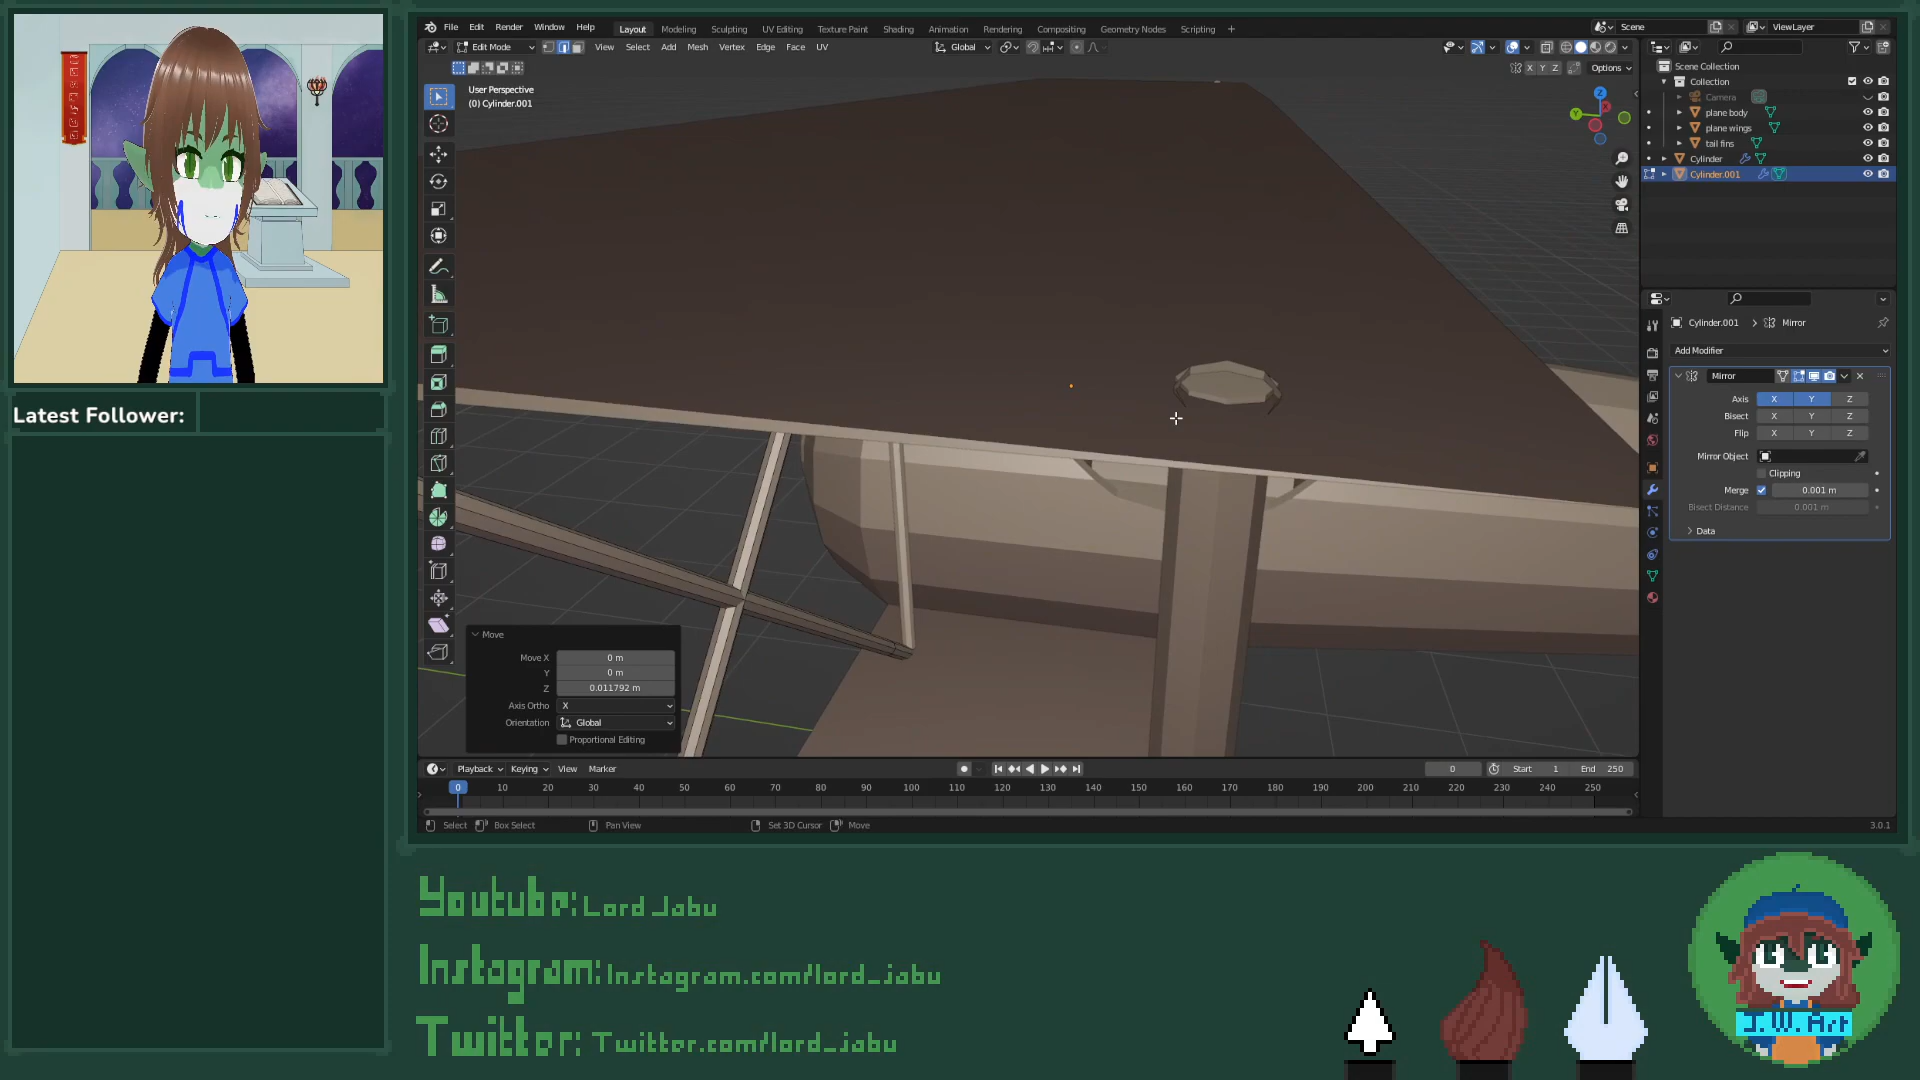 File Edit Render Window Help
Layout Modeling Sculpting UV Editing Texture Paint Shading Animation Rendering Compositing Geometry Nodes Scripting +
Scene
ViewLayer
Edit Mode View Select Add Mesh Vertex Edge Face UV
Global
X Y Z Options
User Perspective
(0) Cylinder.001
Scene Collection
Collection
Camera
plane body
plane wings
tail fins
Cylinder
Cylinder.001
Z
Cylinder.001 > Mirror
Add Modifier
Mirror
Axis X Y Z
Bisect X Y Z
Flip X Y Z
Mirror Object
Clipping
Merge 0.001 m
Bisect Distance 0.001 m
Data
Move
Move X 0 m
Y 0 m
Z 0.011792 m
Axis Ortho X
Orientation Global
Proportional Editing
Playback Keying View Marker
0 Start 1 End 250
0 10 20 30 40 50 60 70 80 90 100 110 120 130 140 150 160 170 180 190 200 210 220 230 240 250
Select Box Select Pan View Set 3D Cursor Move
3.0.1
Latest Follower:
Youtube: Lord Jabu
Instagram: Instagram.com/lord_jabu
Twitter: Twitter.com/lord_jabu
J.W. Art